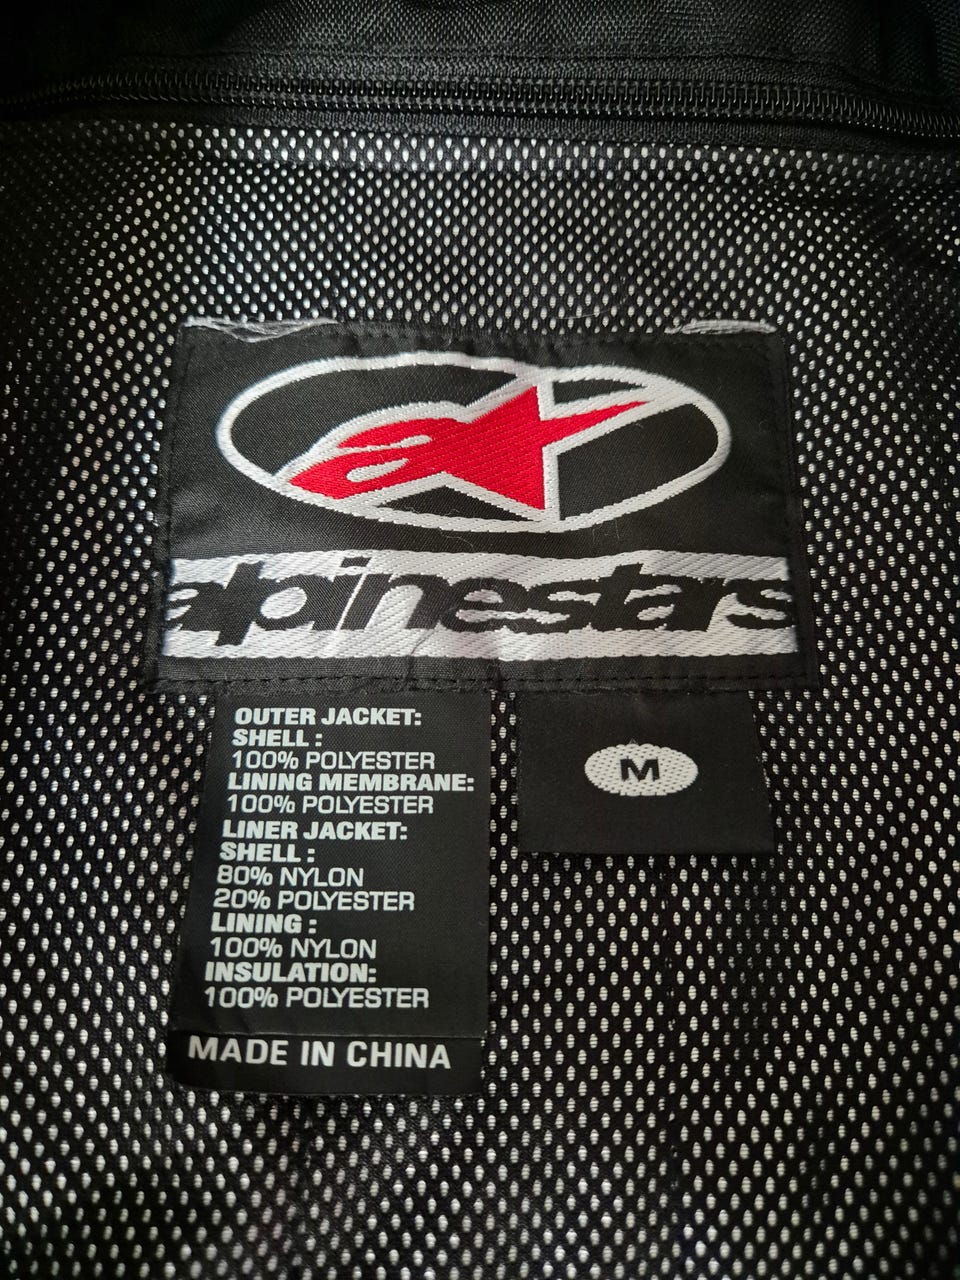 alpinestars
OUTER JACKET:
SHELL :
100% POLYESTER
LINING MEMBRANE:
100% POLYESTER
LINER JACKET:
SHELL :
80% NYLON
20% POLYESTER
LINING :
100% NYLON
INSULATION:
100% POLYESTER
MADE IN CHINA
M